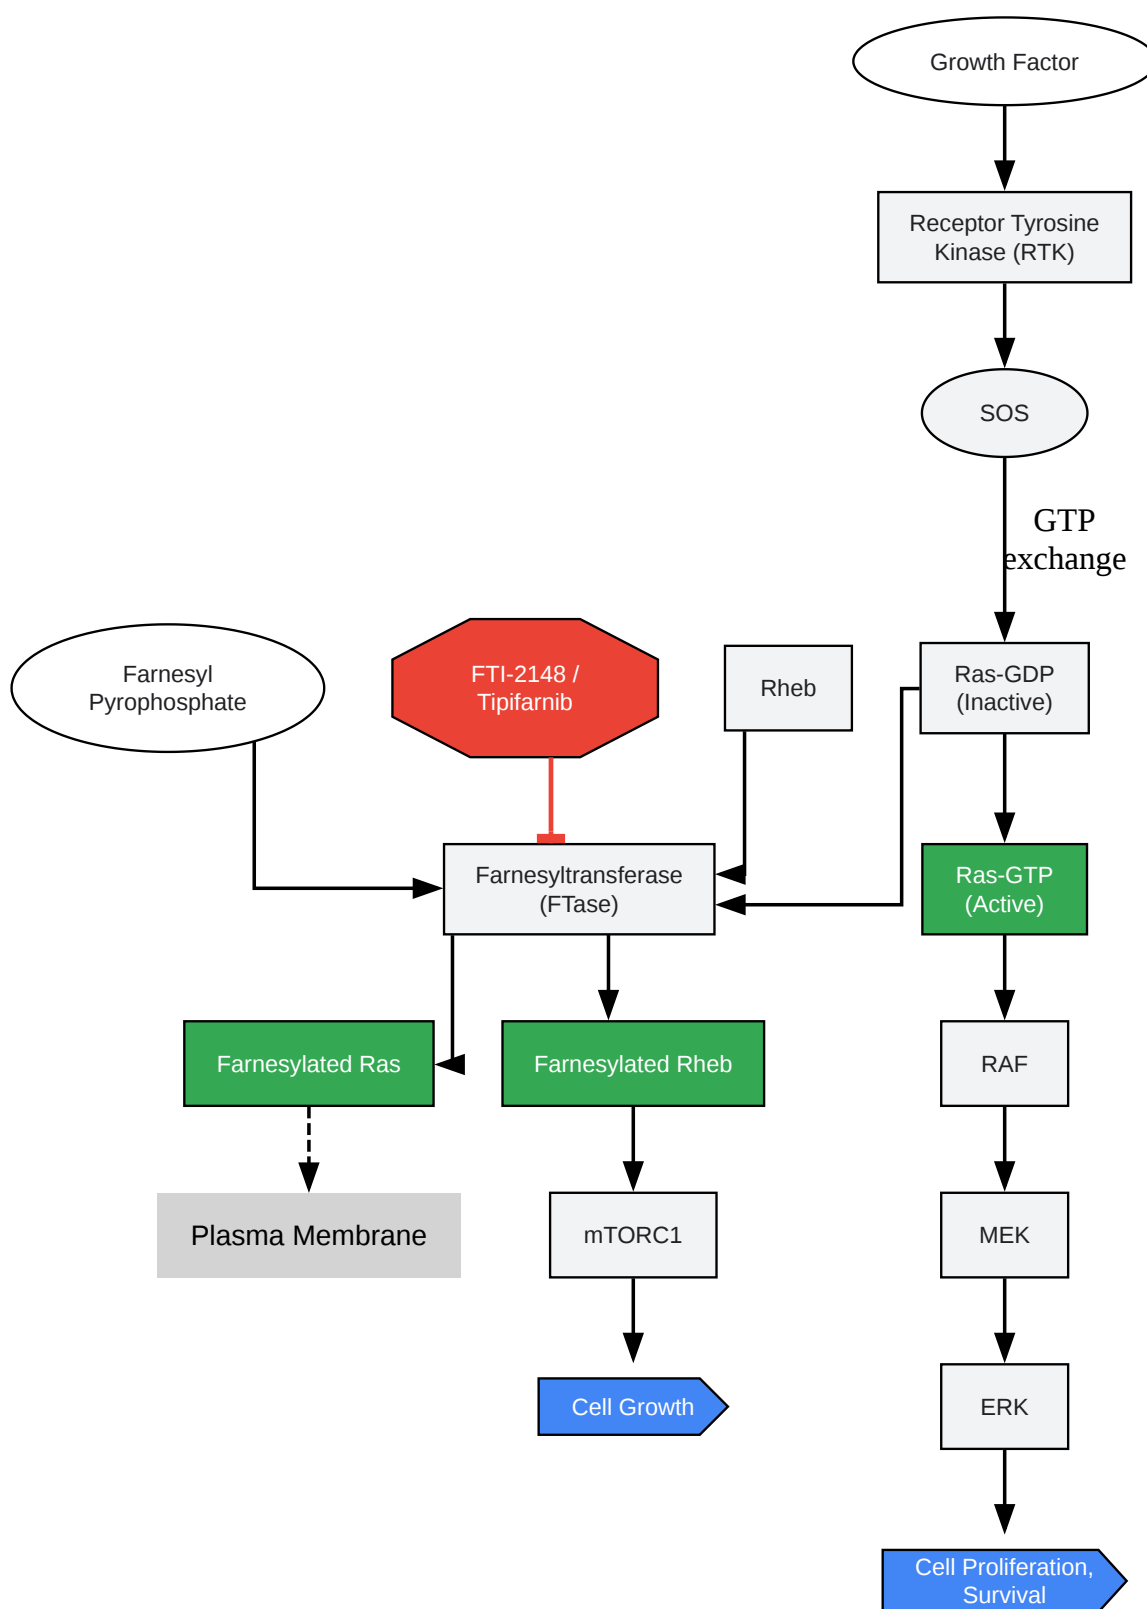 Growth Factor
Receptor Tyrosine
Kinase (RTK)
SOS
GTP
exchange
Farnesyl
Pyrophosphate
FTI-2148 /
Tipifarnib
Rheb
Ras-GDP
(Inactive)
Farnesyltransferase
(FTase)
Ras-GTP
(Active)
Farnesylated Ras
Farnesylated Rheb
RAF
Plasma Membrane
mTORC1
MEK
Cell Growth
ERK
Cell Proliferation,
Survival